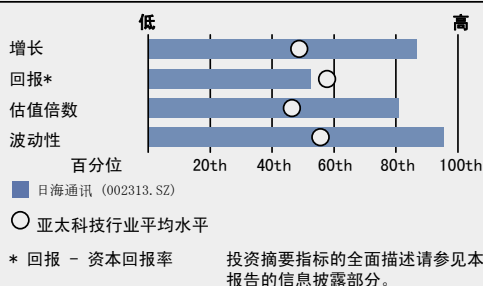 低 高
增长
回报*
估值倍数
波动性
百分位 20th 40th 60th 80th 100th
日海通讯 (002313.SZ)
亚太科技行业平均水平
* 回报 - 资本回报率 投资摘要指标的全面描述请参见本
报告的信息披露部分。